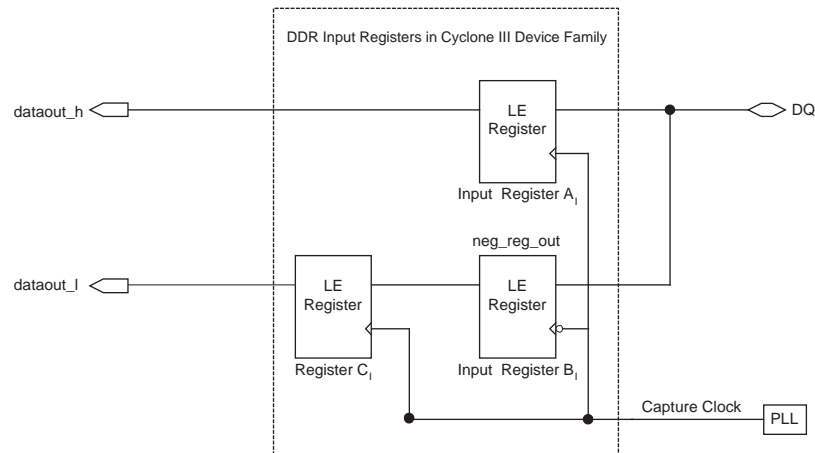 DDR Input Registers in Cyclone III Device Family
dataout_h
LE
Register
DQ
Input Register A_I
neg_reg_out
dataout_l
LE
Register
LE
Register
Register C_I
Input Register B_I
Capture Clock
PLL